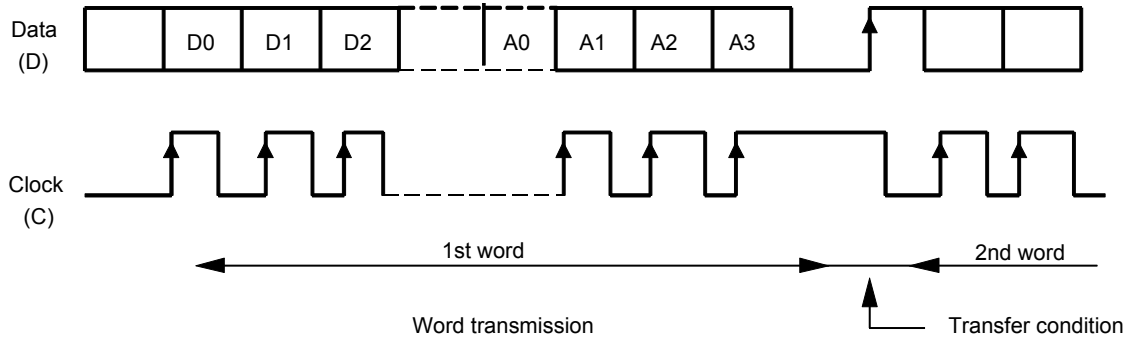 Data
(D)
D0 D1 D2 A0 A1 A2 A3
Clock
(C)
1st word 2nd word
Word transmission Transfer condition